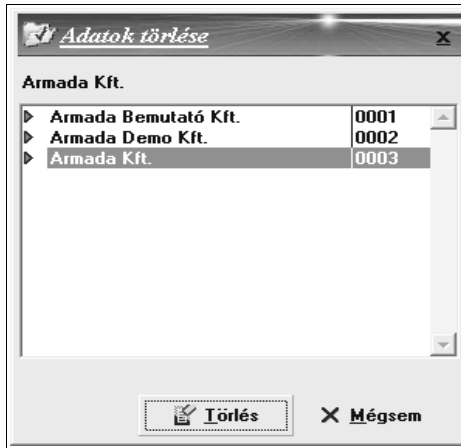 Adatok törlése x
Armada Kft.
Armada Bemutató Kft. 0001
Armada Demo Kft. 0002
Armada Kft. 0003
Törlés Mégsem